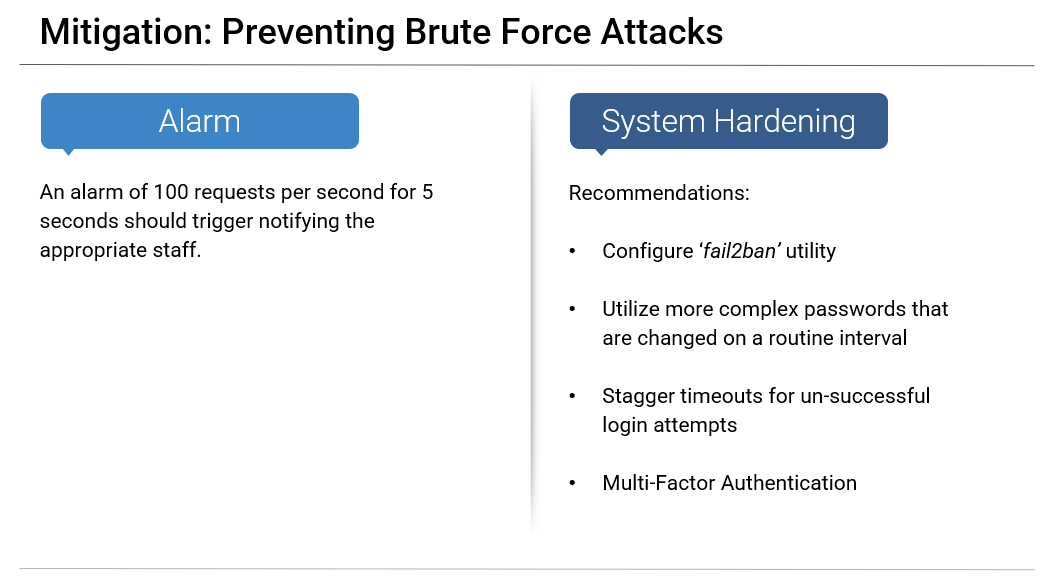 Mitigation: Preventing Brute Force Attacks
Alarm
An alarm of 100 requests per second for 5
seconds should trigger notifying the
appropriate staff.
System Hardening
Recommendations:
• Configure ‘fail2ban’ utility
• Utilize more complex passwords that
are changed on a routine interval
• Stagger timeouts for un-successful
login attempts
• Multi-Factor Authentication